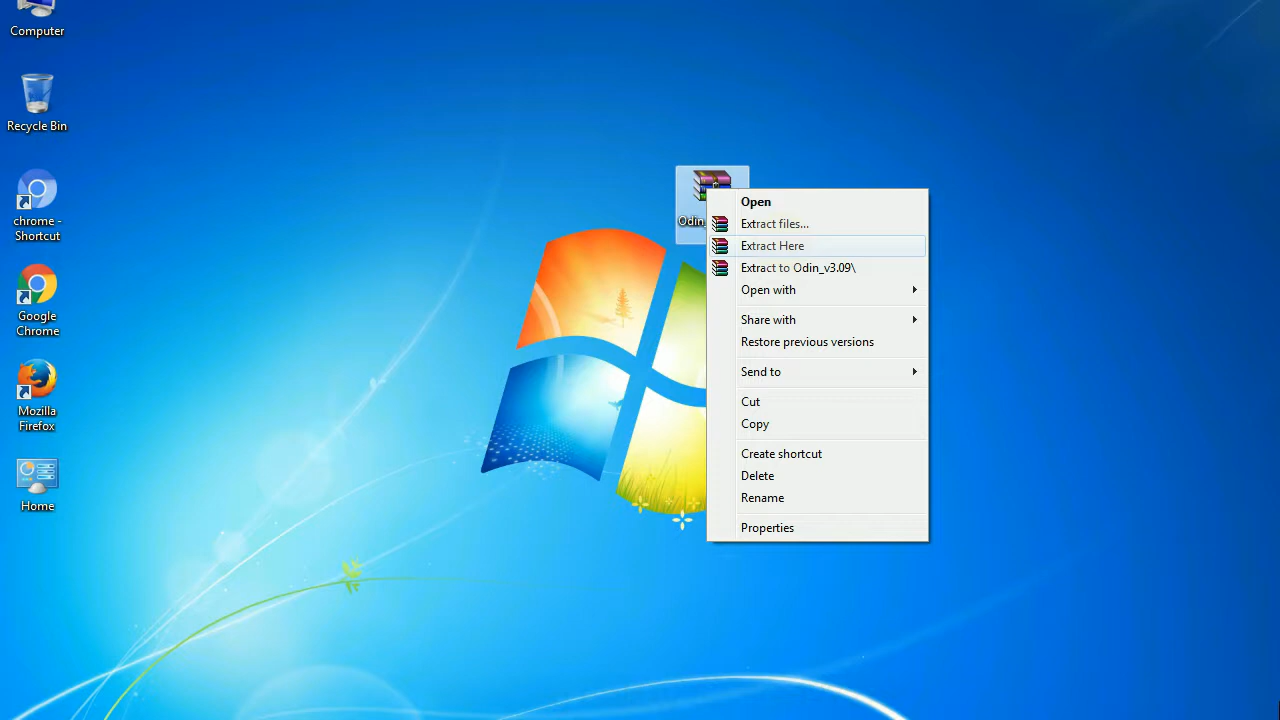 Computer
Recycle Bin
chrome -
Shortcut
Google
Chrome
Mozilla
Firefox
Home
Odin_
Open
Extract files...
Extract Here
Extract to Odin_v3.09\
Open with
Share with
Restore previous versions
Send to
Cut
Copy
Create shortcut
Delete
Rename
Properties